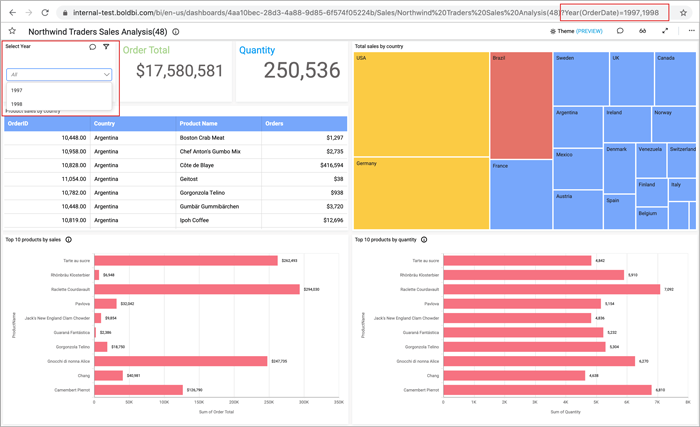 internal-test.boldbi.com/bi/en-us/dashboards/4aa10bec-28d3-4a88-9d85-6f574f05224b/Sales/Northwind%20Traders%20Sales%20Analysis(48)?Year(OrderDate)=1997,1998
Northwind Traders Sales Analysis(48)
Theme (PREVIEW)
Select Year
All
1997
1998
Order Total
$17,580,581
Quantity
250,536
Product sales by country
OrderID Country Product Name Orders
10,448.00 Argentina Boston Crab Meat $1,297
10,958.00 Argentina Chef Anton's Gumbo Mix $2,735
10,828.00 Argentina Côte de Blaye $416,594
11,054.00 Argentina Geitost $38
10,782.00 Argentina Gorgonzola Telino $938
10,448.00 Argentina Gumbär Gummibärchen $3,720
10,819.00 Argentina Ipoh Coffee $12,696
Total sales by country
USA
Germany
Brazil
France
Sweden
UK
Canada
Argentina
Ireland
Norway
Mexico
Denmark
Venezuela
Switzerland
Austria
Spain
Finland
Italy
Belgium
Top 10 products by sales
ProductName
Tarte au sucre $263,493
Rhönbräu Klosterbier $6,948
Raclette Courdavault $294,030
Pavlova $32,042
Jack's New England Clam Chowder $9,854
Guaraná Fantástica $2,386
Gorgonzola Telino $18,750
Gnocchi di nonna Alice $247,735
Chang $40,981
Camembert Pierrot $126,790
0K 50K 100K 150K 200K 250K 300K 350K
Sum of Order Total
Top 10 products by quantity
ProductName
Tarte au sucre 4,842
Rhönbräu Klosterbier 5,910
Raclette Courdavault 7,092
Pavlova 5,154
Jack's New England Clam Chowder 4,836
Guaraná Fantástica 5,232
Gorgonzola Telino 5,304
Gnocchi di nonna Alice 6,270
Chang 4,638
Camembert Pierrot 6,810
0K 1K 2K 3K 4K 5K 6K 7K 8K
Sum of Quantity